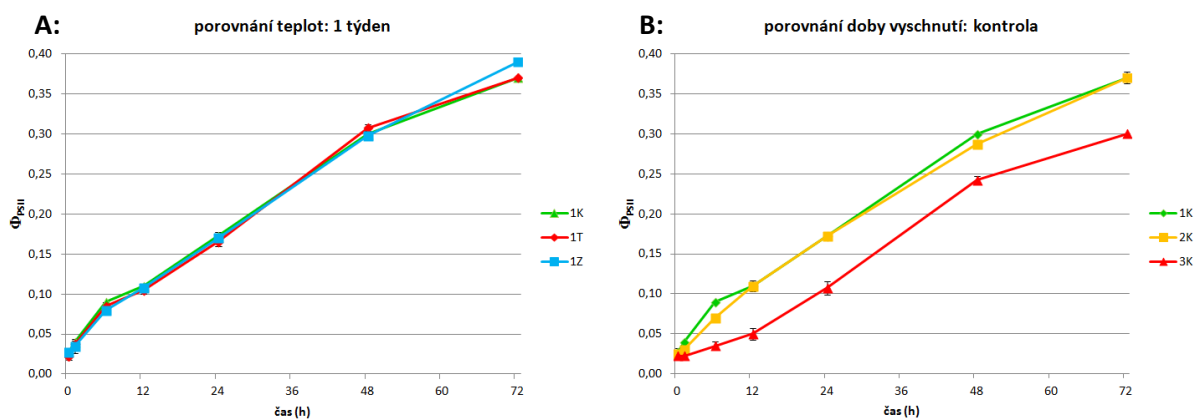 A:
porovnání teplot: 1 týden
0,40
0,35
0,30
0,25
0,20
0,15
0,10
0,05
0,00
ΦPSII
0 12 24 36 48 60 72
čas (h)
1K
1T
1Z
B:
porovnání doby vyschnutí: kontrola
0,40
0,35
0,30
0,25
0,20
0,15
0,10
0,05
0,00
ΦPSII
0 12 24 36 48 60 72
čas (h)
1K
2K
3K